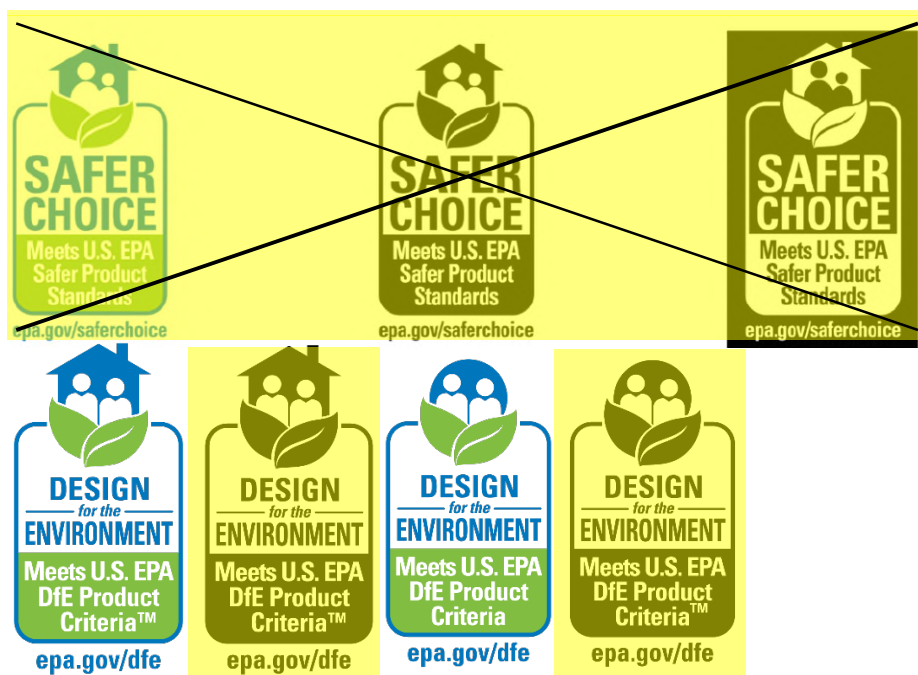 SAFER
CHOICE
Meets U.S. EPA
Safer Product
Standards
epa.gov/saferchoice
SAFER
CHOICE
Meets U.S. EPA
Safer Product
Standards
epa.gov/saferchoice
SAFER
CHOICE
Meets U.S. EPA
Safer Product
Standards
epa.gov/saferchoice
DESIGN
for the
ENVIRONMENT
Meets U.S. EPA
DfE Product
Criteria™
epa.gov/dfe
DESIGN
for the
ENVIRONMENT
Meets U.S. EPA
DfE Product
Criteria™
epa.gov/dfe
DESIGN
for the
ENVIRONMENT
Meets U.S. EPA
DfE Product
Criteria
epa.gov/dfe
DESIGN
for the
ENVIRONMENT
Meets U.S. EPA
DfE Product
Criteria™
epa.gov/dfe